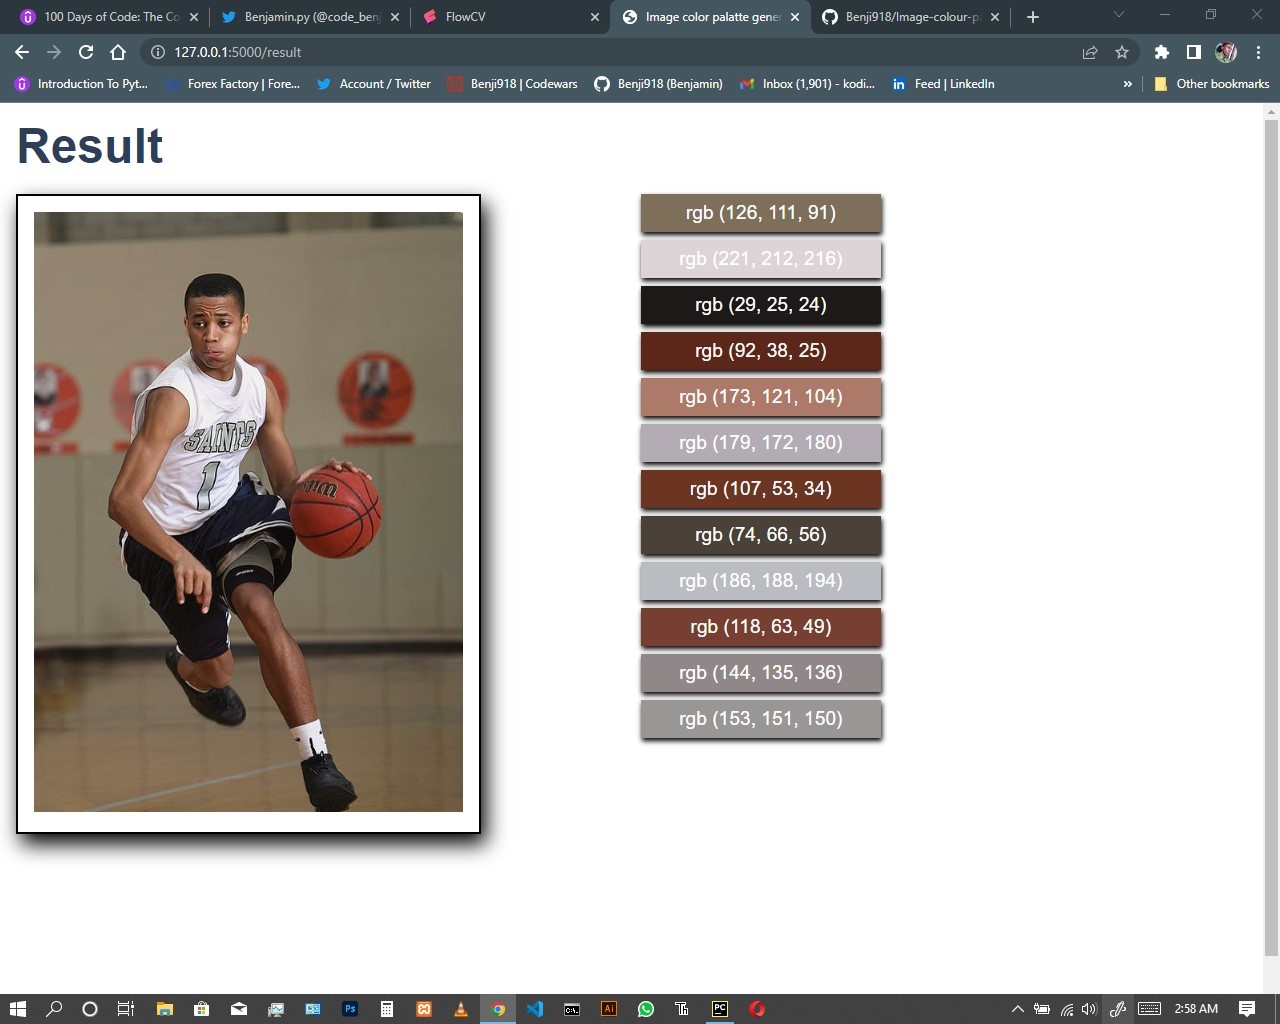 100 Days of Code: The Co
Benjamin.py (@code_benj
FlowCV
Image color palatte gene
Benji918/Image-colour-p
127.0.0.1:5000/result
Introduction To Pyt...
Forex Factory | Fore...
Account / Twitter
Benji918 | Codewars
Benji918 (Benjamin)
Inbox (1,901) - kodi...
Feed | LinkedIn
»
Other bookmarks
Result
SAINTS
1
Wilson
rgb (126, 111, 91)
rgb (221, 212, 216)
rgb (29, 25, 24)
rgb (92, 38, 25)
rgb (173, 121, 104)
rgb (179, 172, 180)
rgb (107, 53, 34)
rgb (74, 66, 56)
rgb (186, 188, 194)
rgb (118, 63, 49)
rgb (144, 135, 136)
rgb (153, 151, 150)
2:58 AM